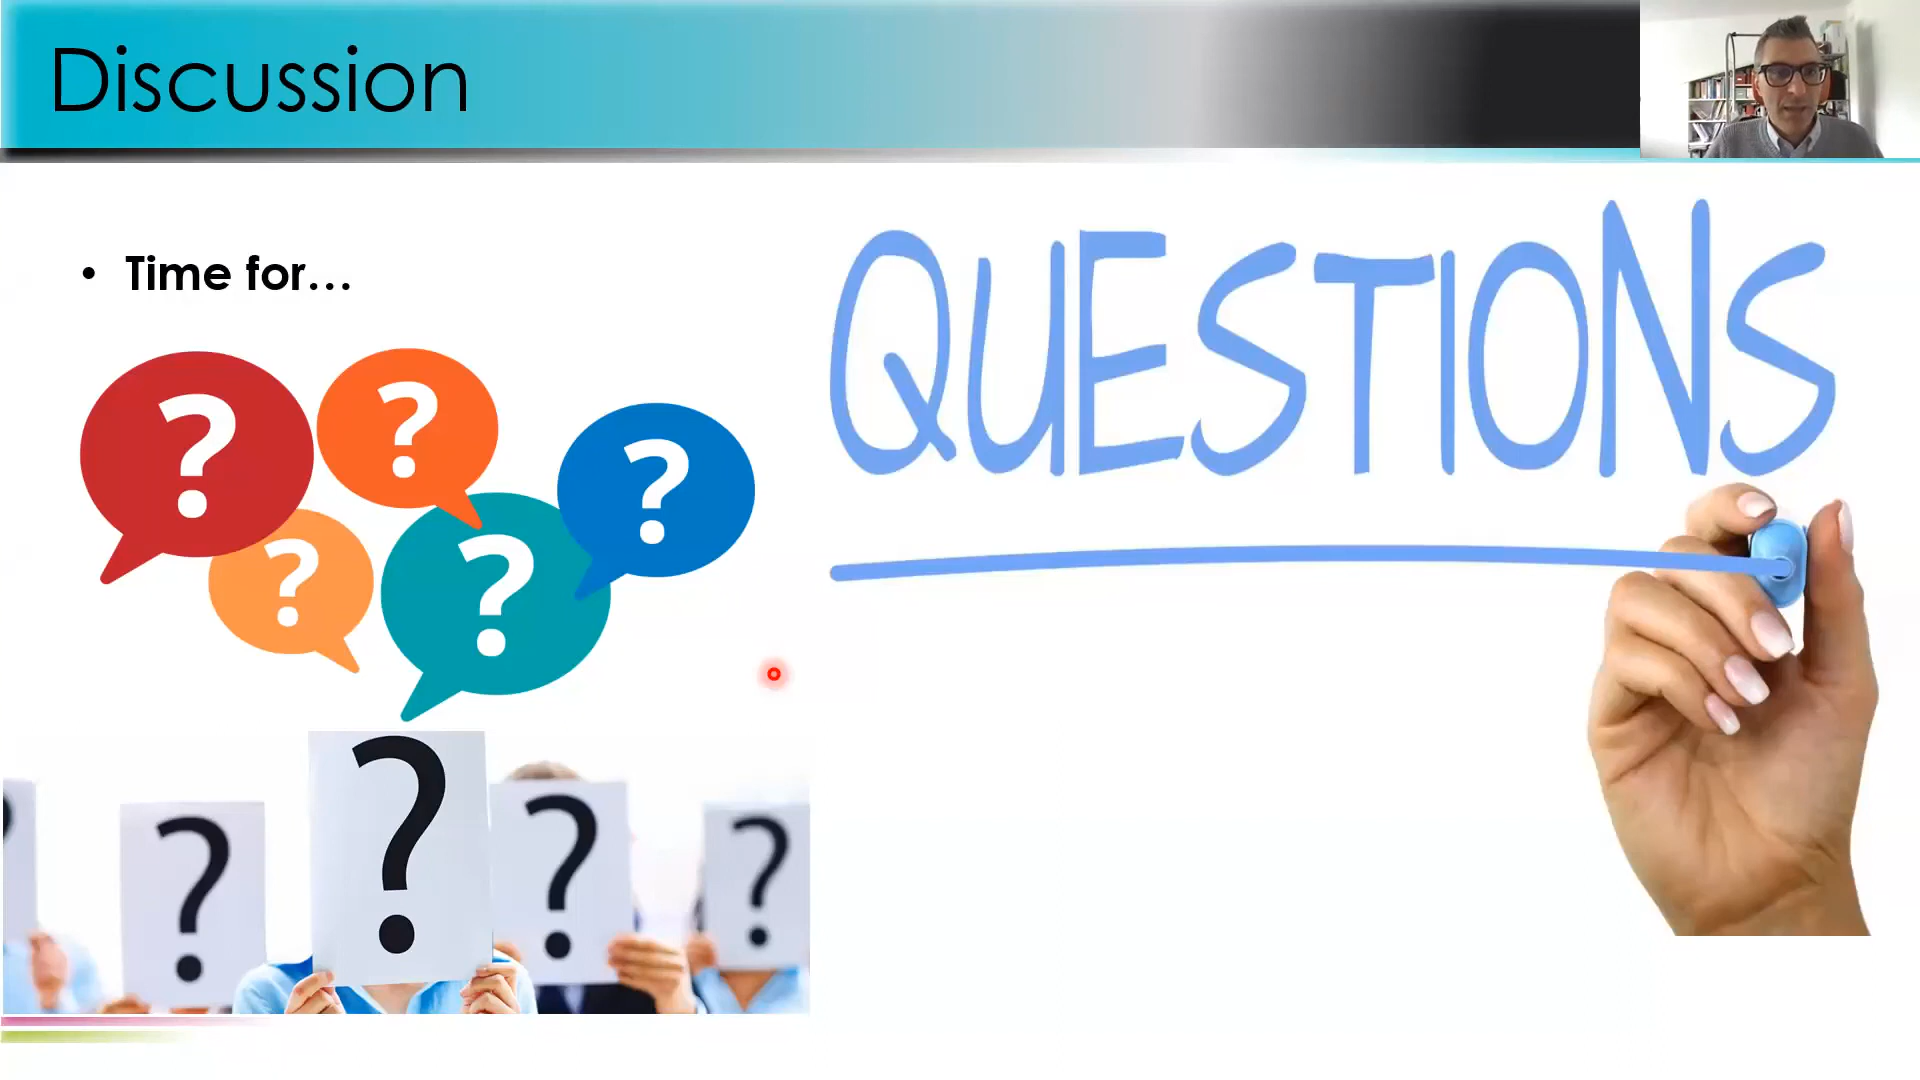 Discussion
• Time for…
QUESTIONS
? ? ?
? ?
? ? ? ?